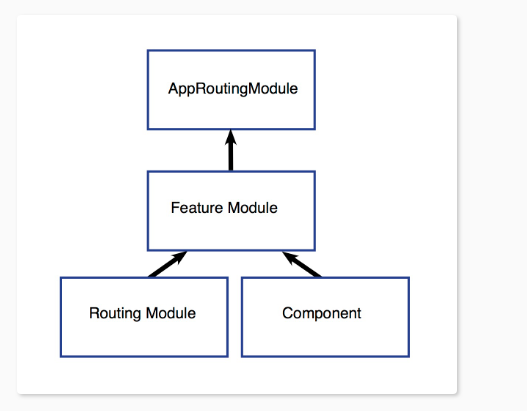 AppRoutingModule
Feature Module
Routing Module
Component